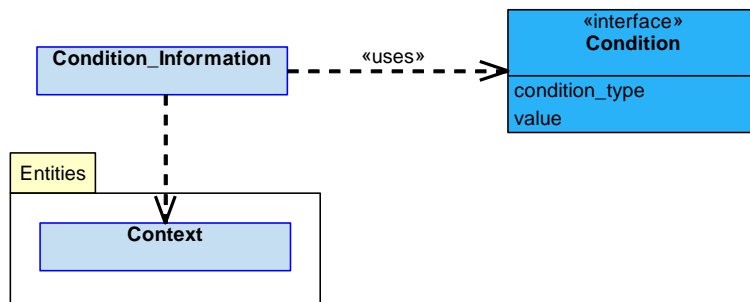 «interface»
Condition
Condition_Information
«uses»
condition_type
value
Entities
Context